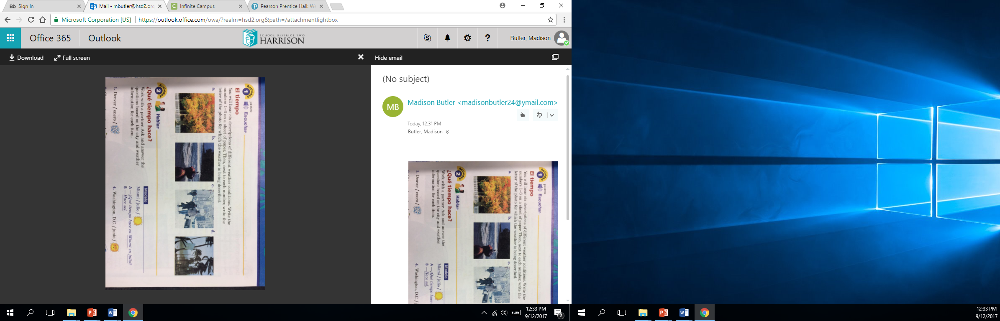 Bb Sign In
Mail - mbutler@hsd2.org
Infinite Campus
Pearson Prentice Hall: We
Microsoft Corporation [US] https://outlook.office.com/owa/?realm=hsd2.org&path=/attachmentlightbox
Office 365 Outlook
SCHOOL DISTRICT TWO
HARRISON
Butler, Madison
Download Full screen
Hide email
Actividad
1
jcd-0099
Escuchar
El tiempo
You will hear six descriptions of different weather conditions. Write the
numbers 1–6 on a sheet of paper. Then, next to each number, write the
letter of the photo for which the weather is being described.
a. b. c. d.
Actividad
2
Hablar
¿Qué tiempo hace?
Work with a partner. Ask and answer the
questions based on the city and weather
information for each item.
Modelo
Miami / julio /
A —¿Qué tiempo hace en Miami en julio?
B —Hace sol.
1. Denver / enero /
4. Washington, D.C. / junio /
(No subject)
MB
Madison Butler <madisonbutler24@ymail.com>
Today, 12:31 PM
Butler, Madison
Actividad
1
jcd-0099
Escuchar
El tiempo
You will hear six descriptions of different weather conditions. Write the
numbers 1–6 on a sheet of paper. Then, next to each number, write the
letter of the photo for which the weather is being described.
a. b. c.
Actividad
2
Hablar
¿Qué tiempo hace?
Work with a partner. Ask and answer the
questions based on the city and weather
information for each item.
Modelo
Miami / julio /
A —¿Qué tiempo hace
B —Hace sol.
1. Denver / enero /
4. Washington, D.C. /
12:33 PM
9/12/2017
2
12:33 PM
9/12/2017